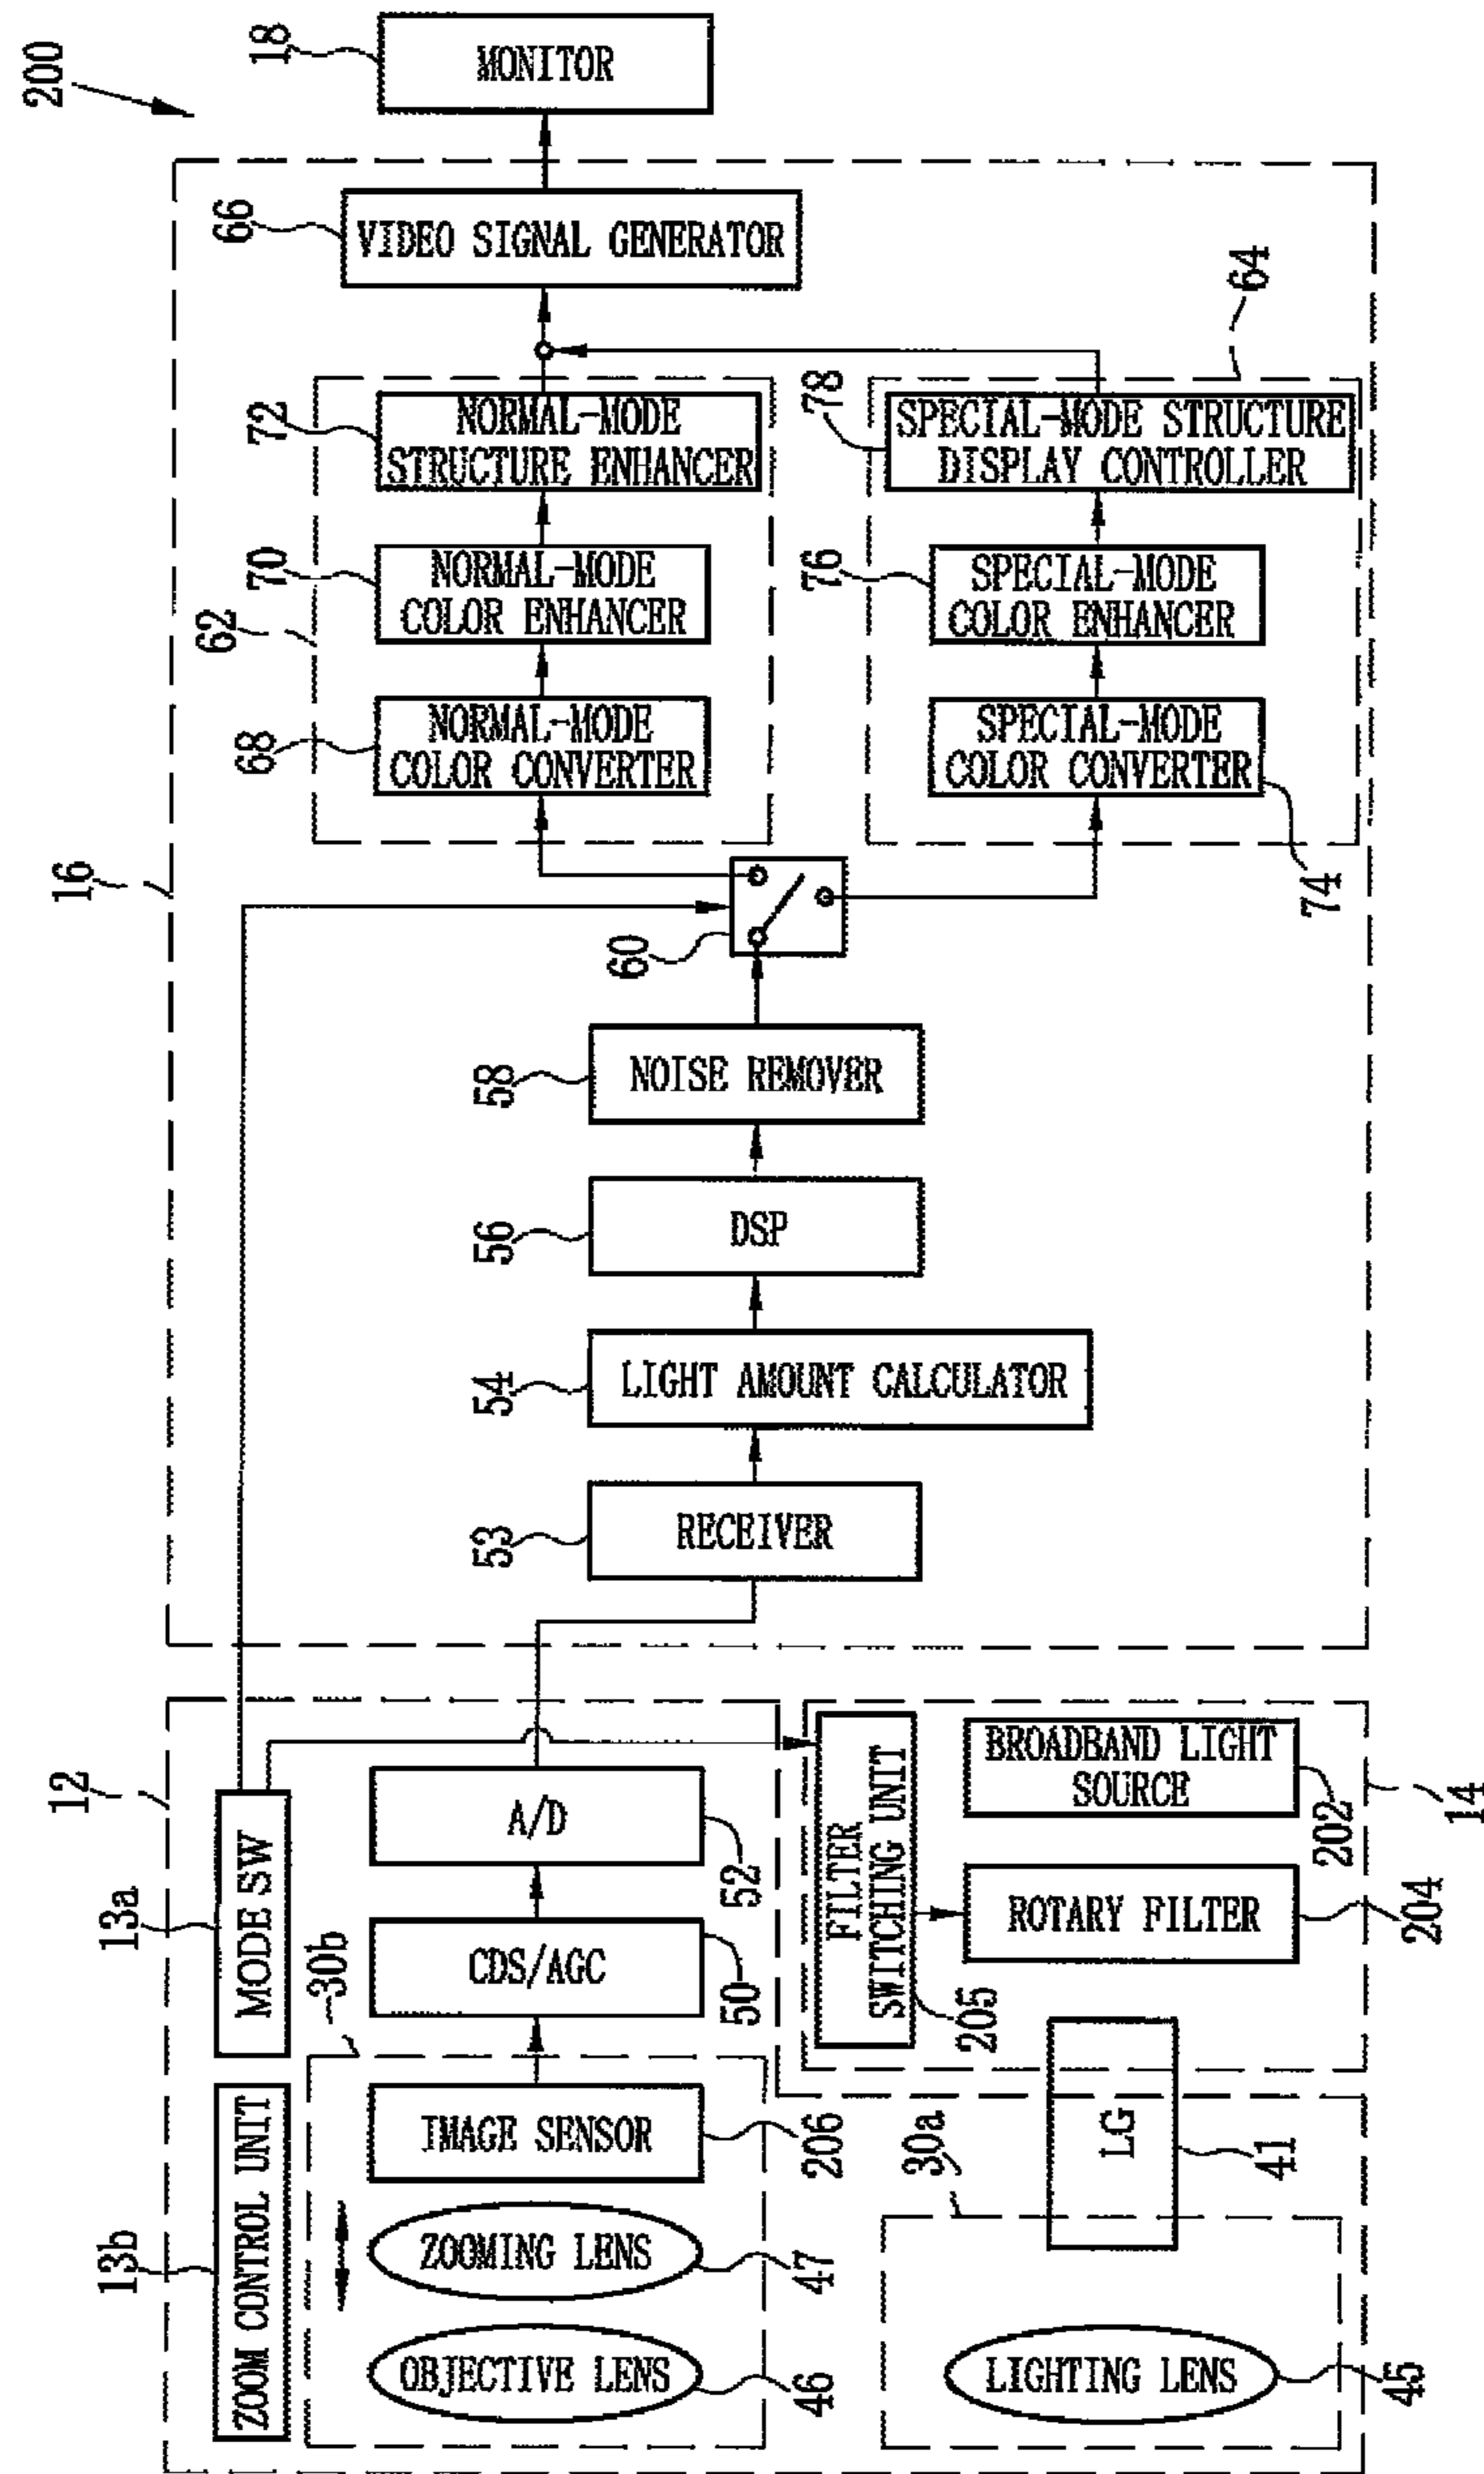 200
12
13b
ZOOM CONTROL UNIT
13a
MODE SW
30b
OBJECTIVE LENS
46
ZOOMING LENS
47
IMAGE SENSOR
206
CDS/AGC
50
A/D
52
30a
LIGHTING LENS
45
LG
41
14
FILTER
SWITCHING UNIT
205
ROTARY FILTER
204
BROADBAND LIGHT
SOURCE
202
16
53
RECEIVER
54
LIGHT AMOUNT CALCULATOR
56
DSP
58
NOISE REMOVER
60
62
68
NORMAL-MODE
COLOR CONVERTER
70
NORMAL-MODE
COLOR ENHANCER
72
NORMAL-MODE
STRUCTURE ENHANCER
64
74
SPECIAL-MODE
COLOR CONVERTER
76
SPECIAL-MODE
COLOR ENHANCER
78
SPECIAL-MODE STRUCTURE
DISPLAY CONTROLLER
66
VIDEO SIGNAL GENERATOR
18
MONITOR